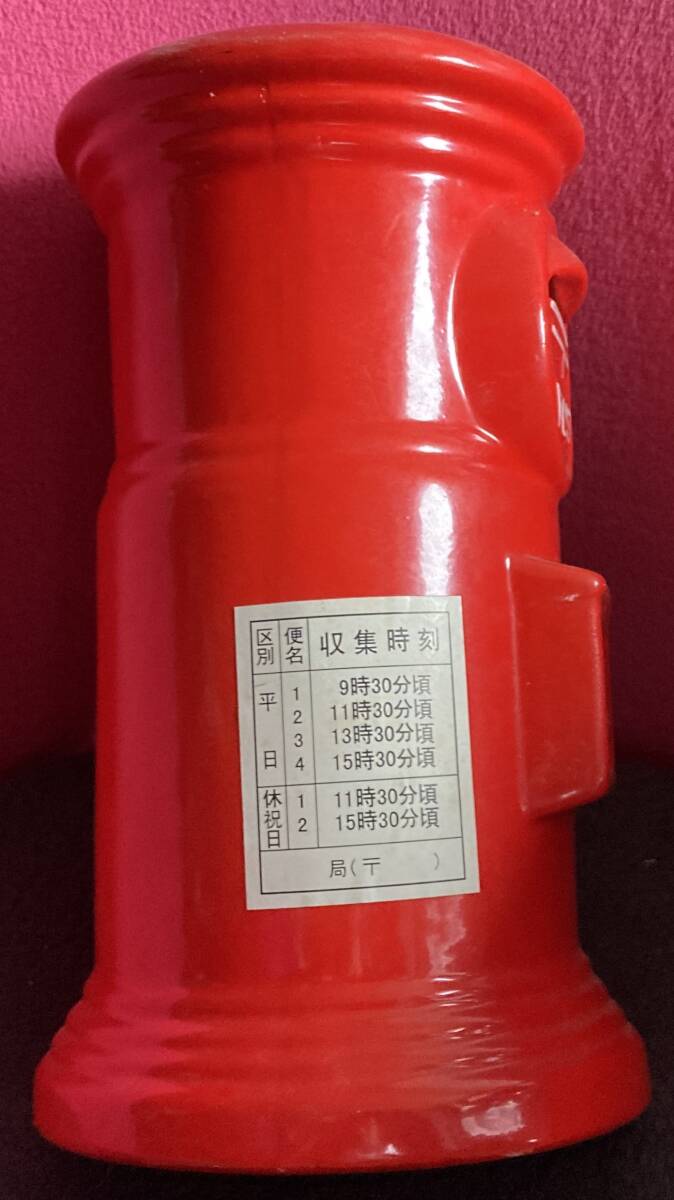 区別 便名 収集時刻
平日 1 9時30分頃
2 11時30分頃
3 13時30分頃
4 15時30分頃
休祝日 1 11時30分頃
2 15時30分頃
局(〒 )